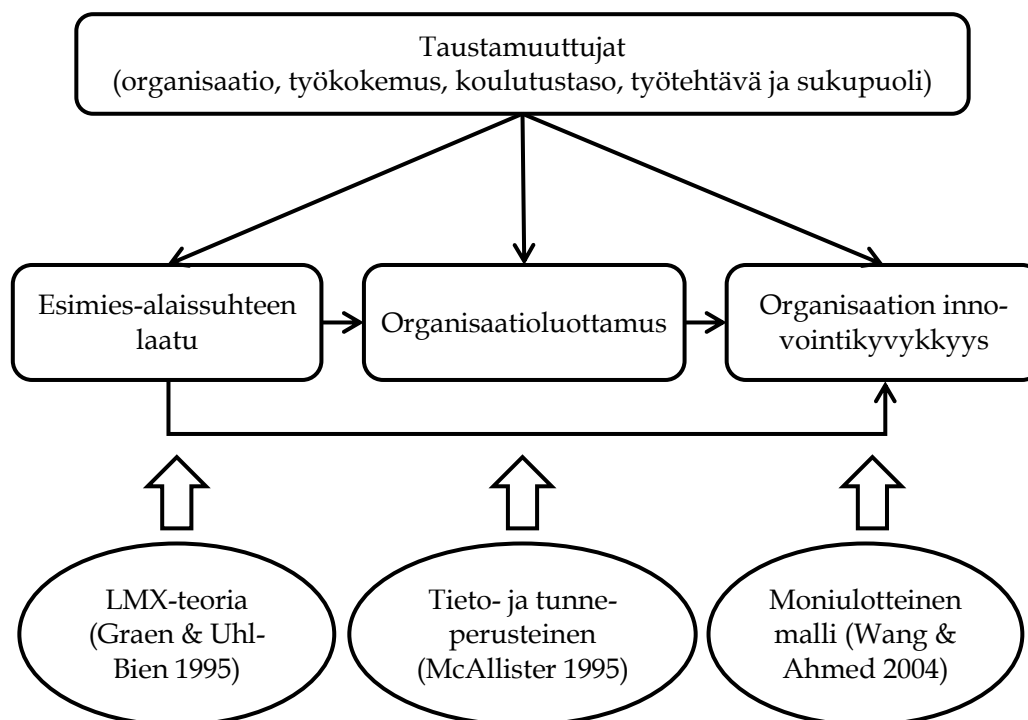 Taustamuuttujat
(organisaatio, työkokemus, koulutustaso, työtehtävä ja sukupuoli)
Esimies-alaissuhteen
laatu
Organisaatioluottamus
Organisaation inno-
vointikyvykkyys
LMX-teoria
(Graen & Uhl-
Bien 1995)
Tieto- ja tunne-
perusteinen
(McAllister 1995)
Moniulotteinen
malli (Wang &
Ahmed 2004)